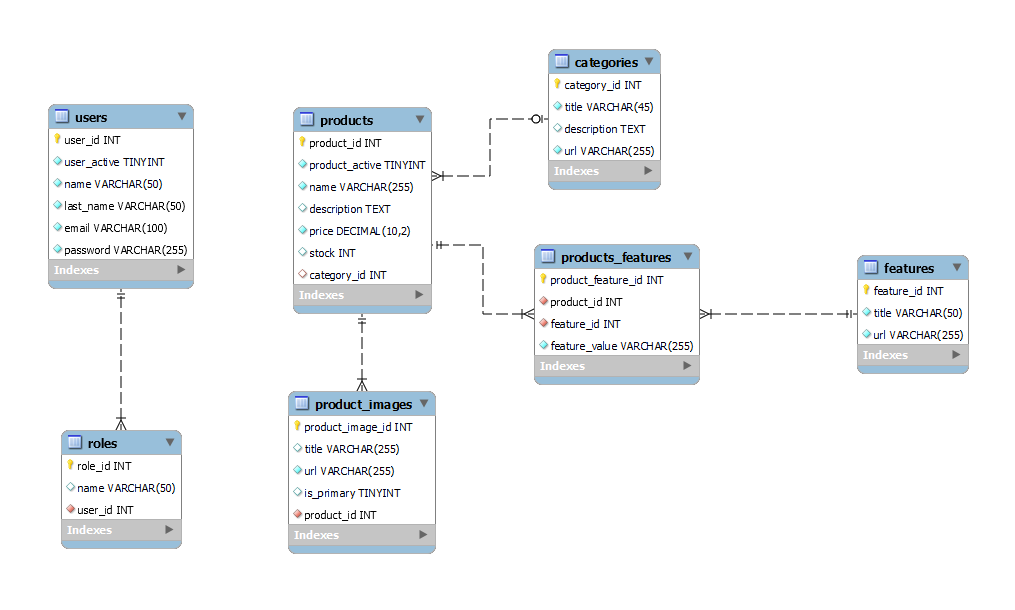 users
user_id INT
user_active TINYINT
name VARCHAR(50)
last_name VARCHAR(50)
email VARCHAR(100)
password VARCHAR(255)
Indexes
roles
role_id INT
name VARCHAR(50)
user_id INT
Indexes
products
product_id INT
product_active TINYINT
name VARCHAR(255)
description TEXT
price DECIMAL(10,2)
stock INT
category_id INT
Indexes
product_images
product_image_id INT
title VARCHAR(255)
url VARCHAR(255)
is_primary TINYINT
product_id INT
Indexes
categories
category_id INT
title VARCHAR(45)
description TEXT
url VARCHAR(255)
Indexes
products_features
product_feature_id INT
product_id INT
feature_id INT
feature_value VARCHAR(255)
Indexes
features
feature_id INT
title VARCHAR(50)
url VARCHAR(255)
Indexes